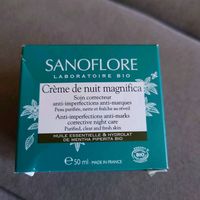 SANOFLORE
LABORATOIRE BIO
Crème de nuit magnifica
Soin correcteur
anti-imperfections anti-marques
Peau purifiée, nette et fraîche au réveil
Anti-imperfections anti-marks
corrective night care
Purified, clear and fresh skin
HUILE ESSENTIELLE & HYDROLAT
DE MENTHA PIPERITA BIO
50 ml MADE IN FRANCE